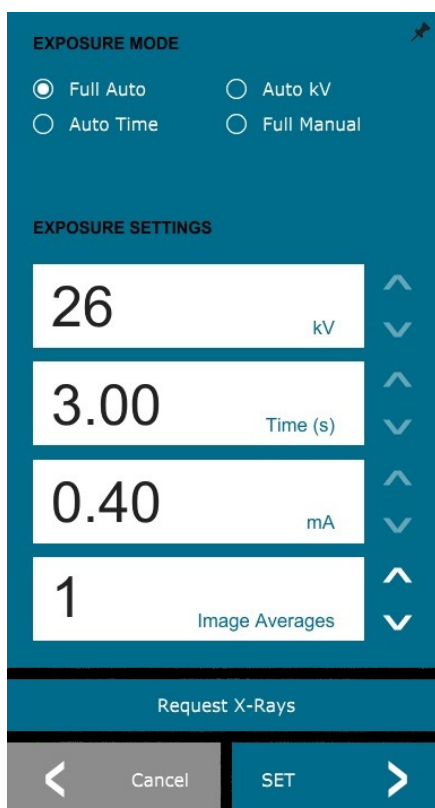 EXPOSURE MODE
Full Auto
Auto kV
Auto Time
Full Manual
EXPOSURE SETTINGS
26
kV
3.00
Time (s)
0.40
mA
1
Image Averages
Request X-Rays
Cancel
SET